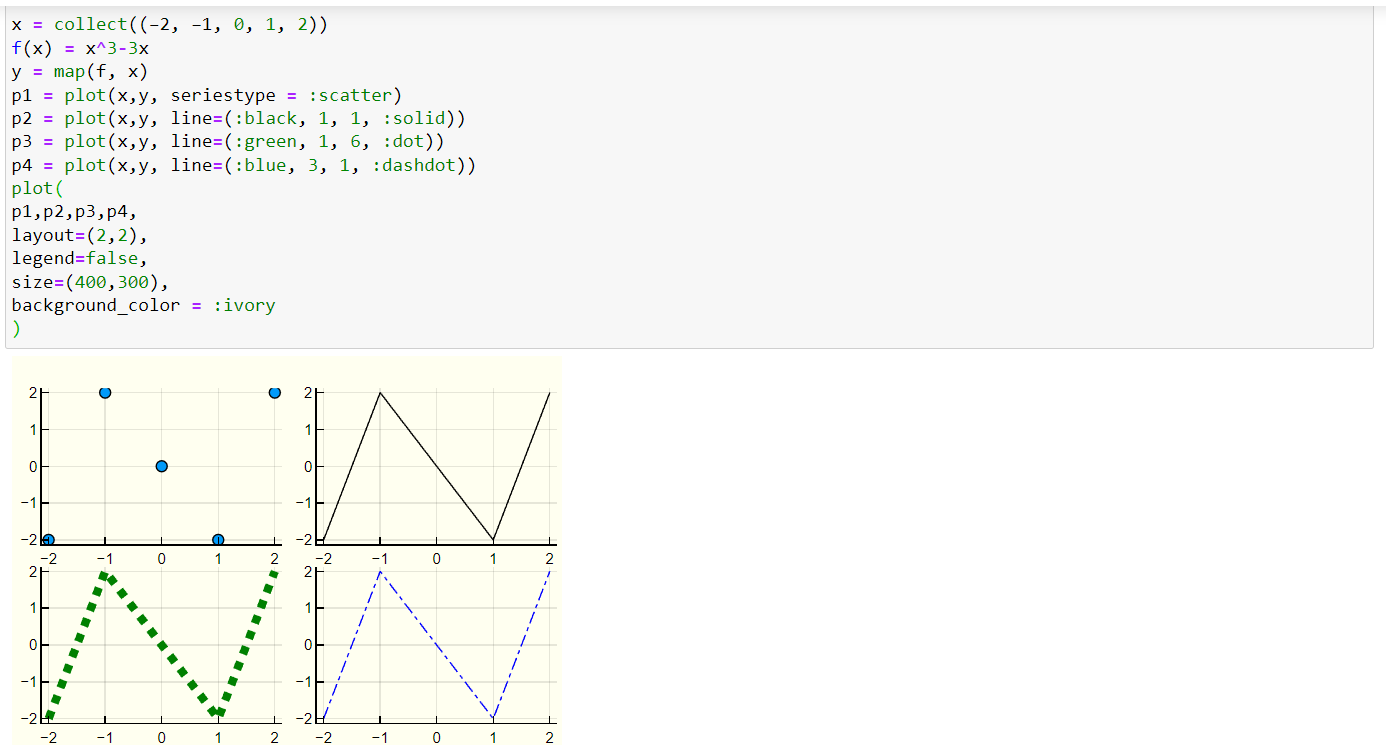 x = collect((-2, -1, 0, 1, 2))
f(x) = x^3-3x
y = map(f, x)
p1 = plot(x,y, seriestype = :scatter)
p2 = plot(x,y, line=(:black, 1, 1, :solid))
p3 = plot(x,y, line=(:green, 1, 6, :dot))
p4 = plot(x,y, line=(:blue, 3, 1, :dashdot))
plot(
p1,p2,p3,p4,
layout=(2,2),
legend=false,
size=(400,300),
background_color = :ivory
)
2
1
0
-1
-2
-2 -1 0 1 2
2
1
0
-1
-2
-2 -1 0 1 2
2
1
0
-1
-2
-2 -1 0 1 2
2
1
0
-1
-2
-2 -1 0 1 2